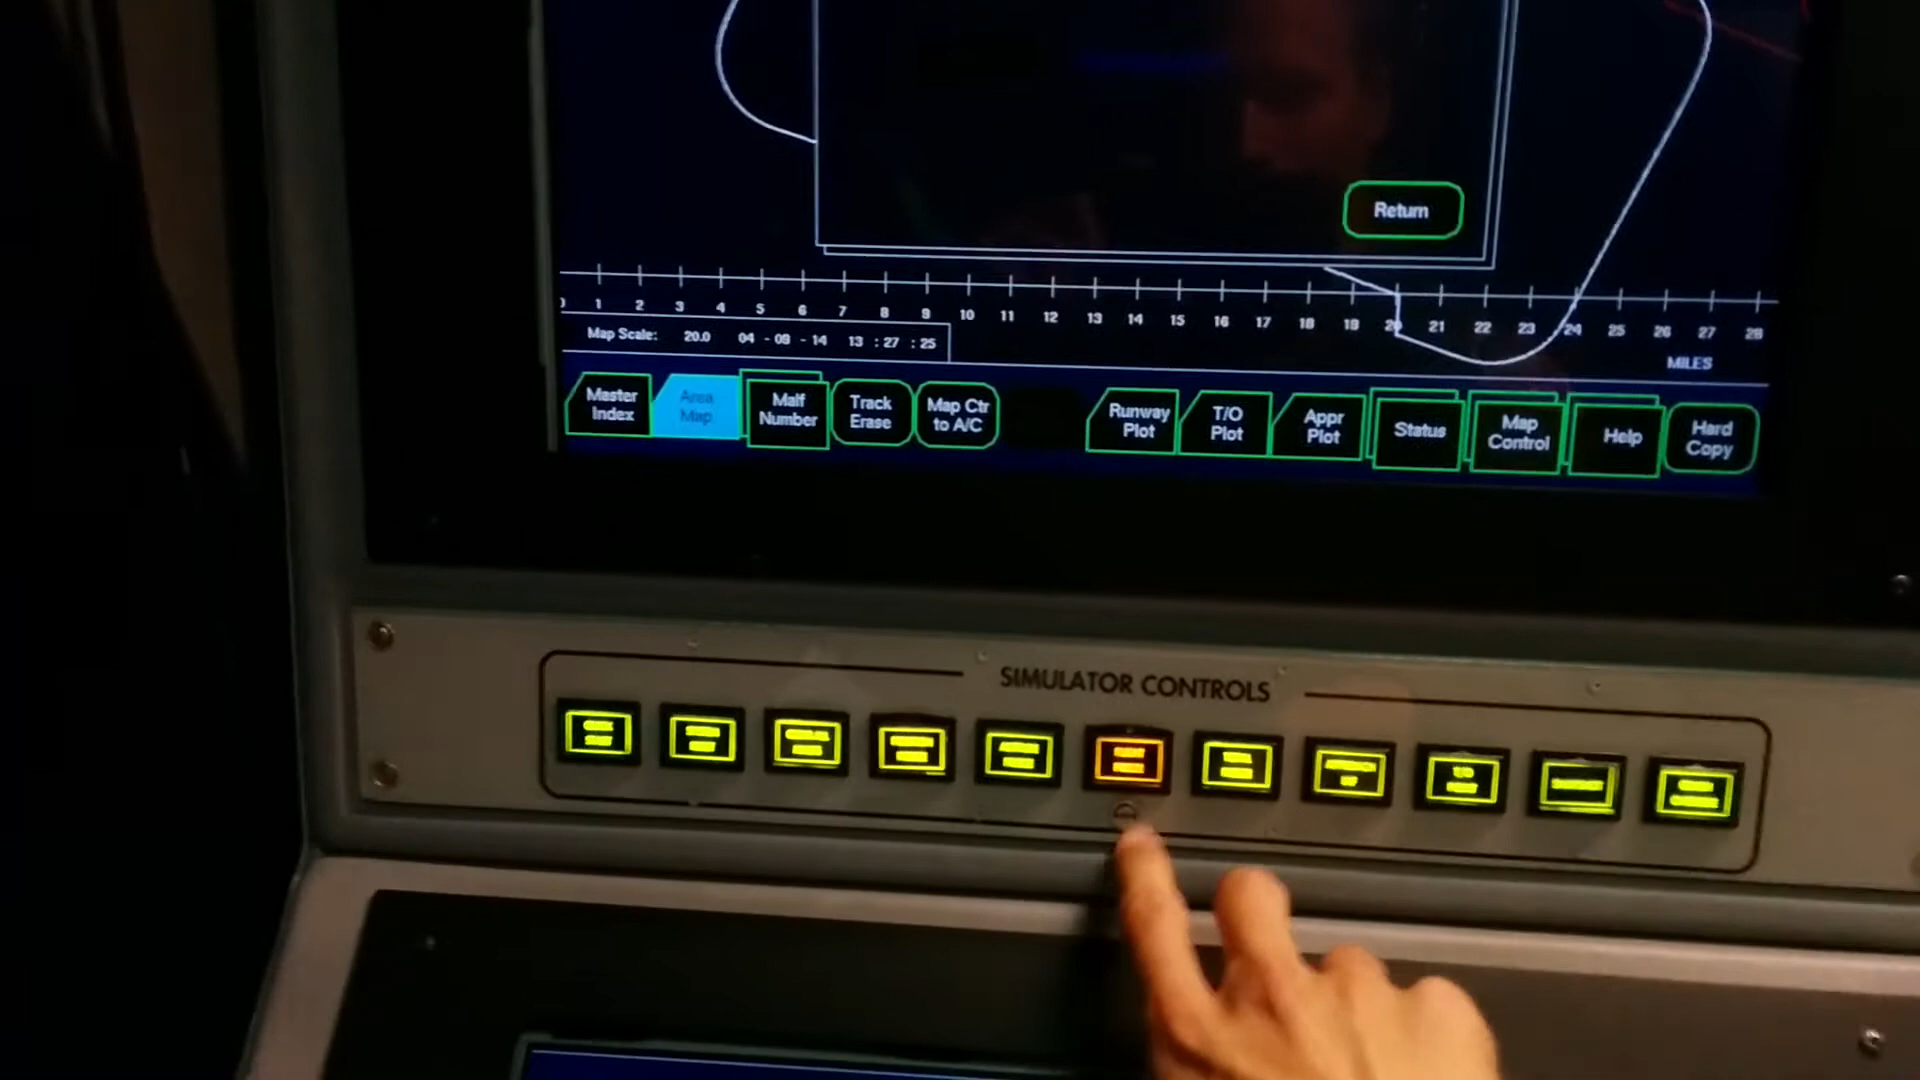 Return
1 2 3 4 5 6 7 8 9 10 11 12 13 14 15 16 17 18 19 20 21 22 23 24 25 26 27 28
Map Scale: 20.0 04 - 09 - 14 13 : 27 : 25
MILES
Master
Index
Area
Map
Malf
Number
Track
Erase
Map Ctr
to A/C
Runway
Plot
T/O
Plot
Appr
Plot
Status
Map
Control
Help
Hard
Copy
SIMULATOR CONTROLS